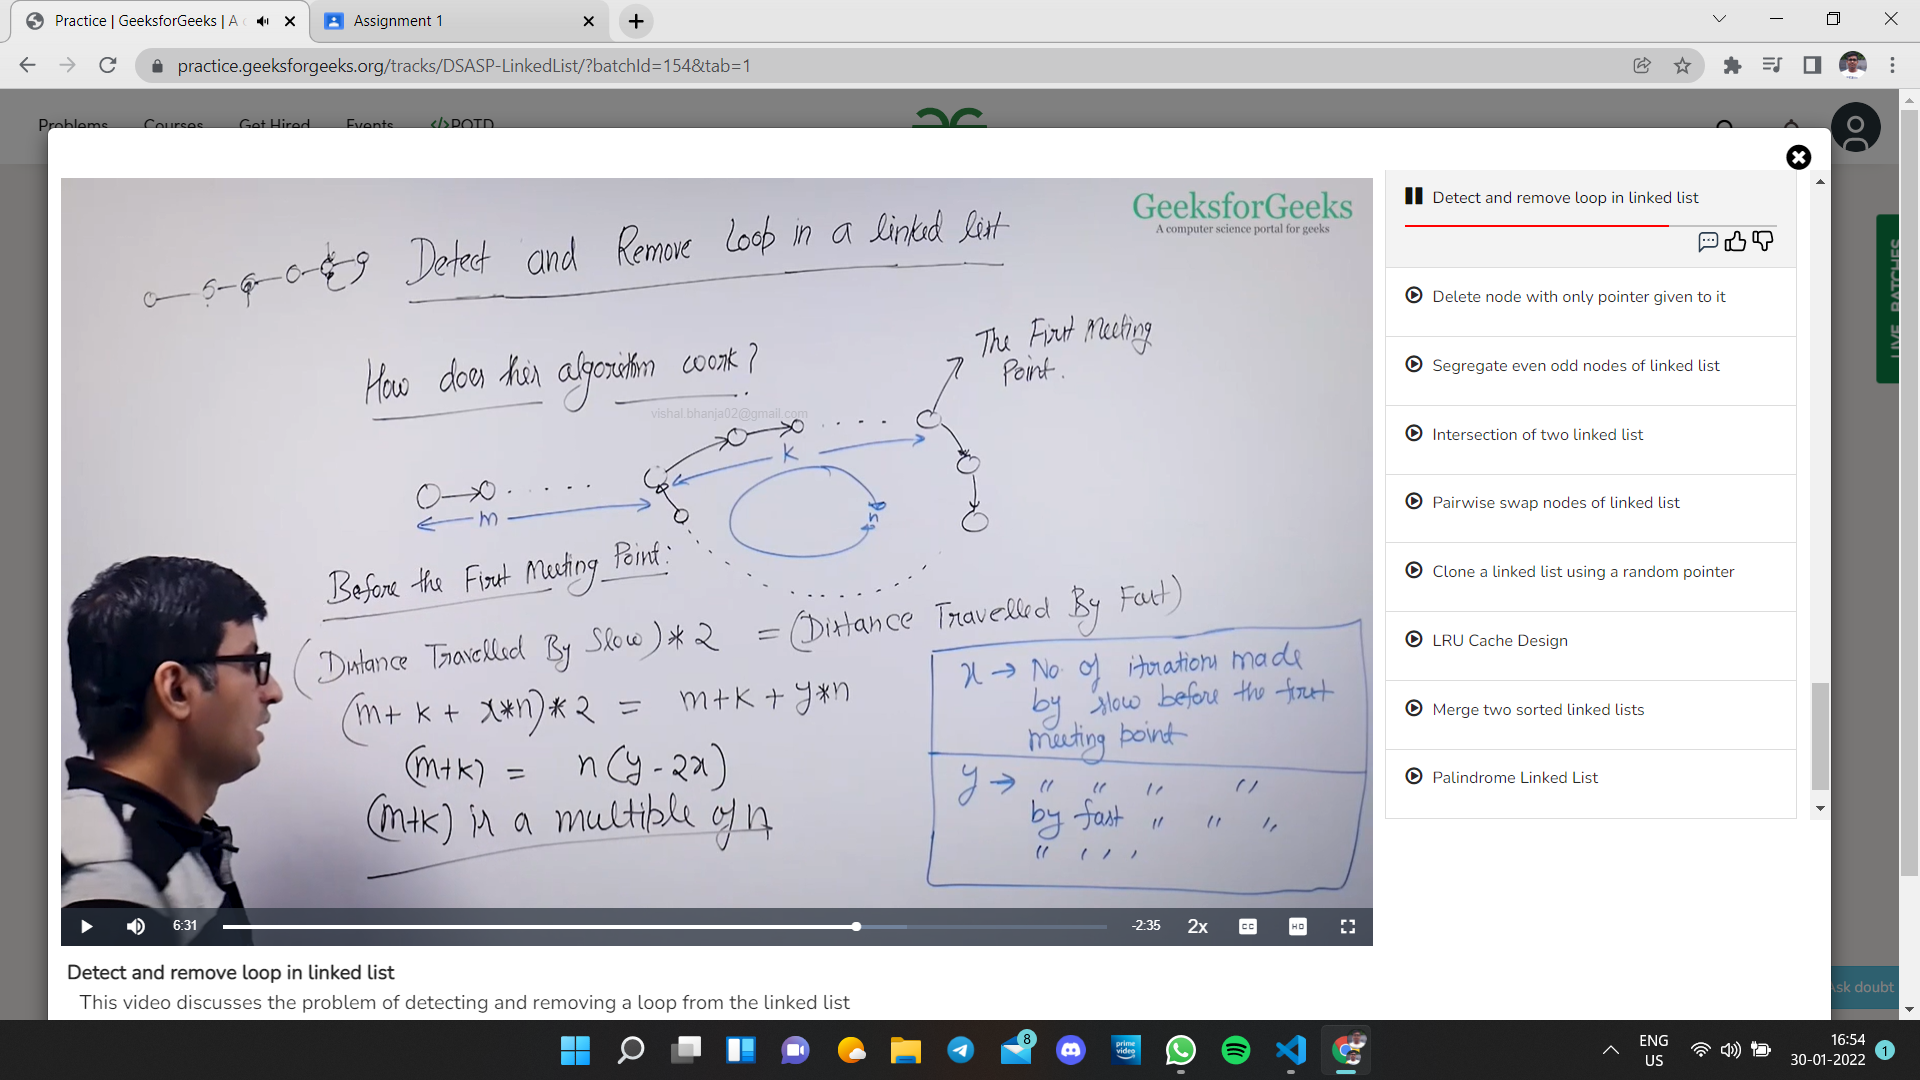 Practice | GeeksforGeeks | A
Assignment 1
practice.geeksforgeeks.org/tracks/DSASP-LinkedList/?batchId=154&tab=1
Problems
Courses
Get Hired
Events
POTD
LIVE BATCHES
GeeksforGeeks
A computer science portal for geeks
Detect and Remove Loop in a linked list
The First Meeting
Point.
How does this algorithm work?
vishal.bhanja02@gmail.com
k
m
n
Before the First Meeting Point:
(Distance Travelled By Slow) * 2 = (Distance Travelled By Fast)
(m+k + x*n)*2 = m+k + y*n
(m+k) = n(y-2x)
(m+k) is a multiple of n
x → No of iterations made
by slow before the first
meeting point
y → " " " "
by fast " " "
" " "
6:31
-2:35
2x
CC
HD
Detect and remove loop in linked list
This video discusses the problem of detecting and removing a loop from the linked list
Detect and remove loop in linked list
Delete node with only pointer given to it
Segregate even odd nodes of linked list
Intersection of two linked list
Pairwise swap nodes of linked list
Clone a linked list using a random pointer
LRU Cache Design
Merge two sorted linked lists
Palindrome Linked List
Ask doubt
8
prime video
ENG
US
16:54
30-01-2022
1